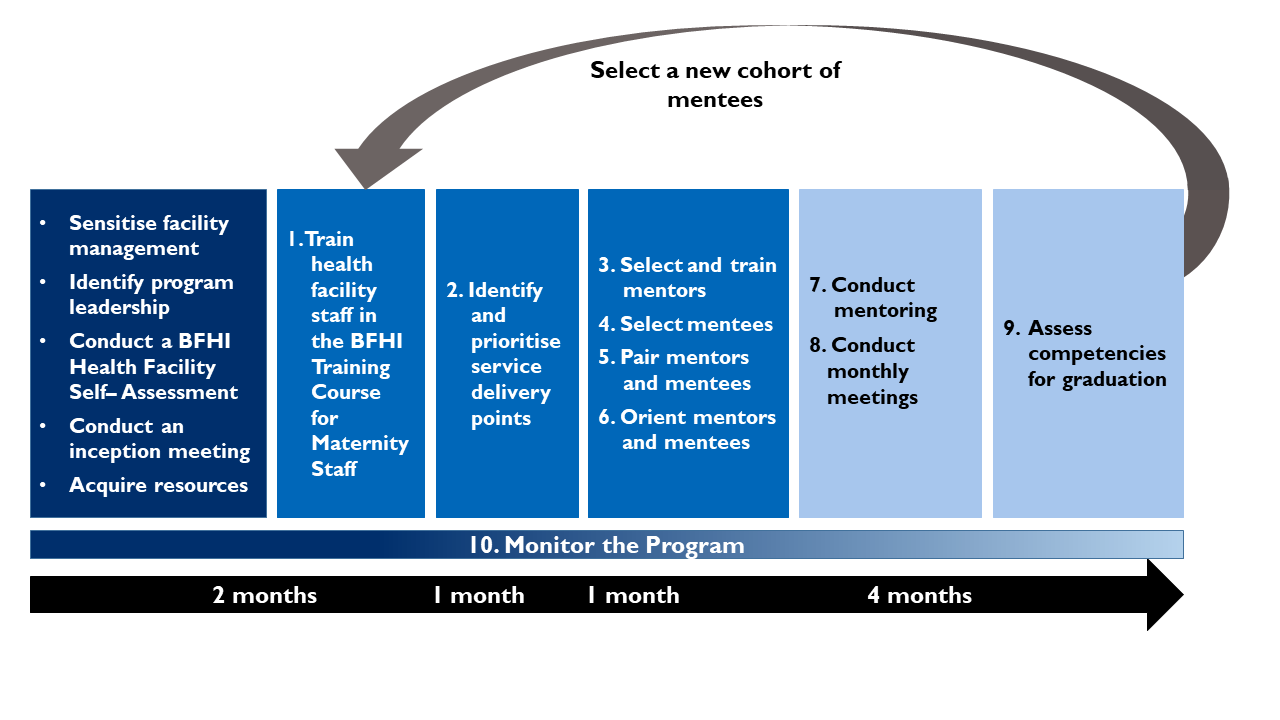 Select a new cohort of
mentees
• Sensitise facility
management
• Identify program
leadership
• Conduct a BFHI
Health Facility
Self– Assessment
• Conduct an
inception meeting
• Acquire resources
1. Train
health
facility
staff in
the BFHI
Training
Course
for
Maternity
Staff
2. Identify
and
prioritise
service
delivery
points
3. Select and train
mentors
4. Select mentees
5. Pair mentors
and mentees
6. Orient mentors
and mentees
7. Conduct
mentoring
8. Conduct
monthly
meetings
9. Assess
competencies
for graduation
10. Monitor the Program
2 months
1 month
1 month
4 months